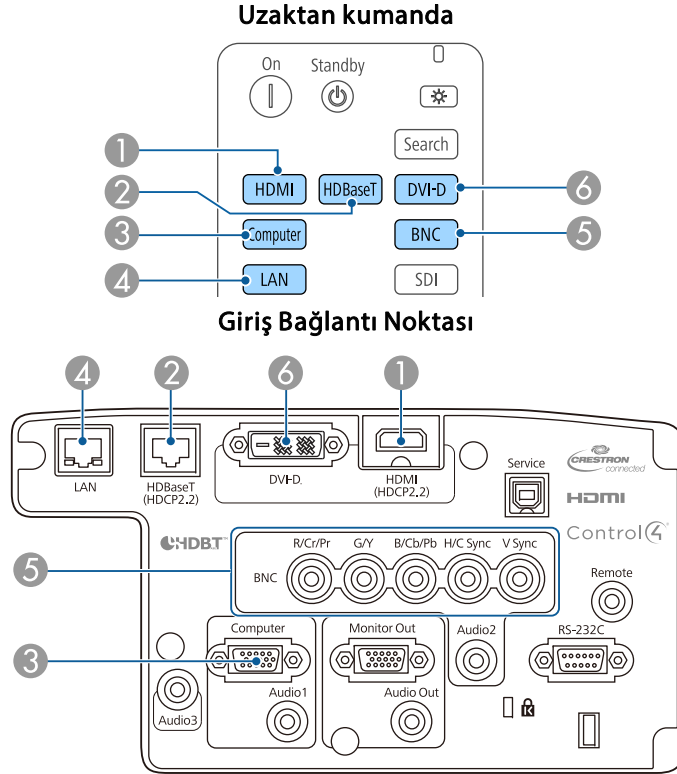 Uzaktan kumanda
On Standby
Search
1
HDMI HDBaseT DVI-D 6
2
3 Computer BNC 5
4 LAN SDI
Giriş Bağlantı Noktası
4 2 6 1
Service
CRESTRON
connected
LAN HDBaseT DVI-D HDMI
(HDCP2.2) (HDCP2.2)
HDMI
HDBT Control4
R/Cr/Pr G/Y B/Cb/Pb H/C Sync V Sync
5 BNC Remote
Computer Monitor Out Audio2 RS-232C
3
Audio1 Audio Out
K
Audio3